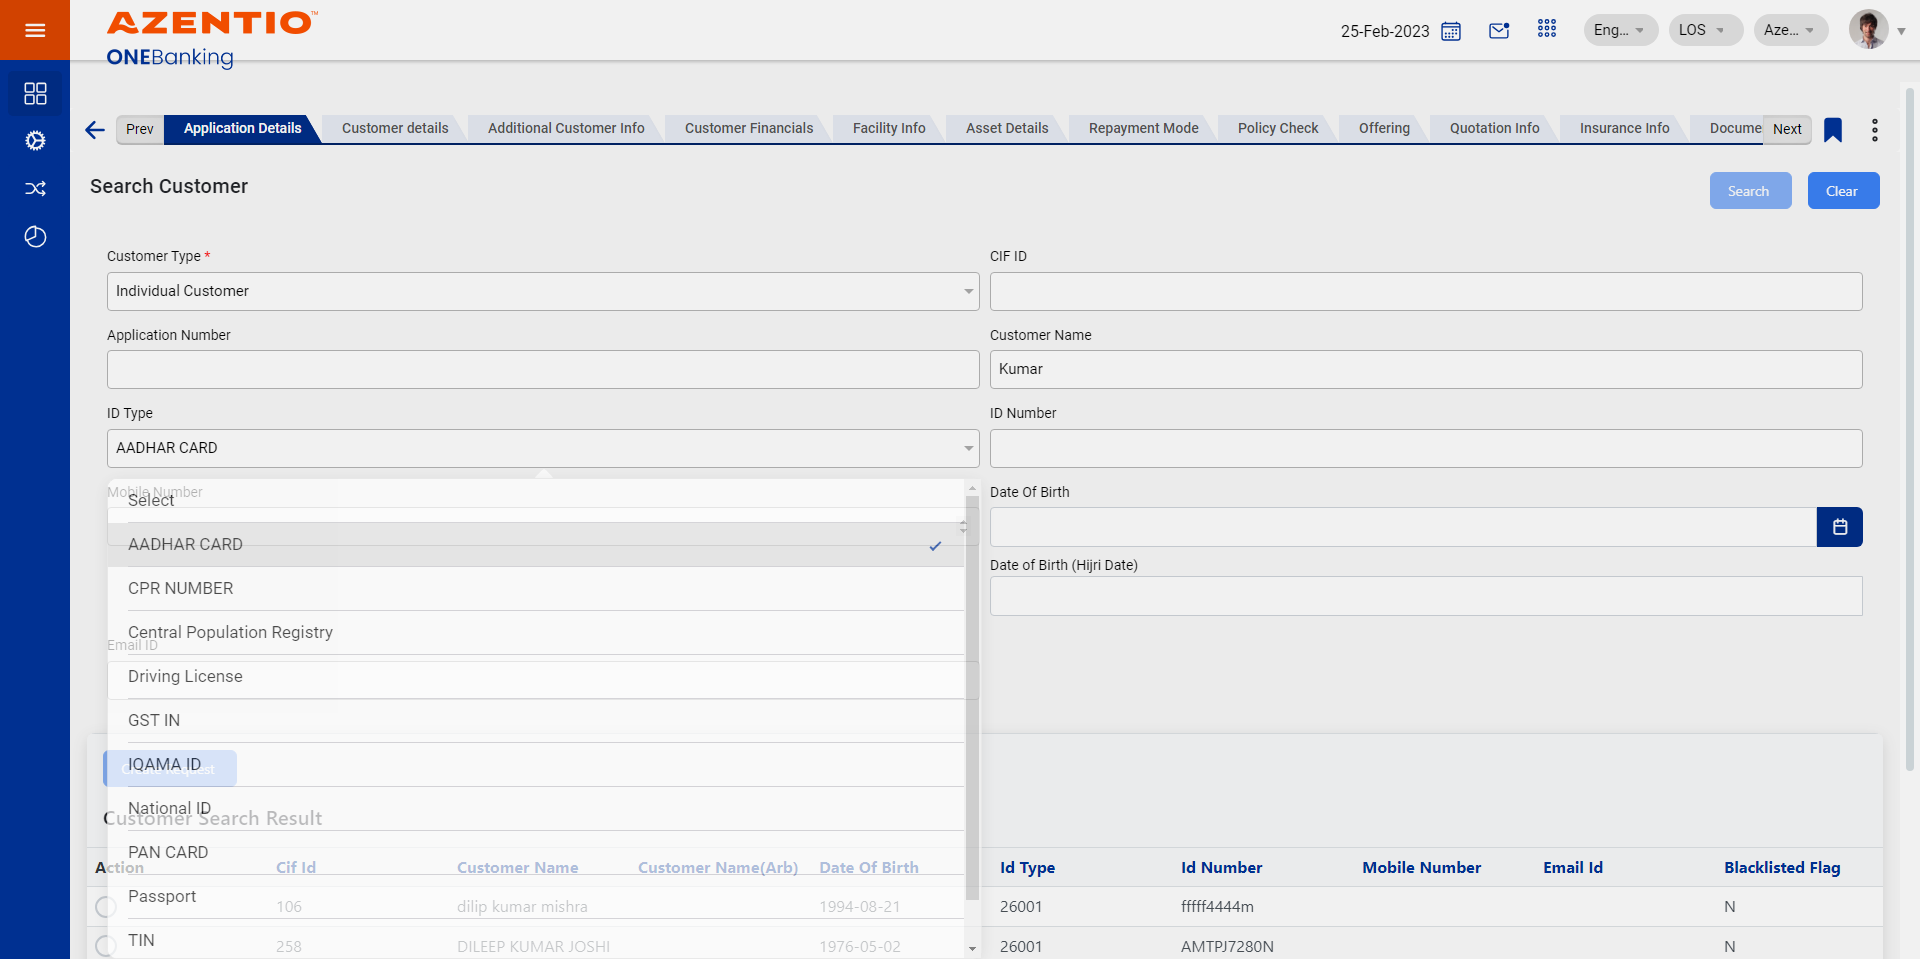 AZENTIO™
ONEBanking
25-Feb-2023
Eng...
LOS
Aze...
Prev
Application Details
Customer details
Additional Customer Info
Customer Financials
Facility Info
Asset Details
Repayment Mode
Policy Check
Offering
Quotation Info
Insurance Info
Docume
Next
Search Customer
Search
Clear
Customer Type *
CIF ID
Individual Customer
Application Number
Customer Name
Kumar
ID Type
ID Number
AADHAR CARD
Mobile Number
Date Of Birth
Select
AADHAR CARD
Date of Birth (Hijri Date)
CPR NUMBER
Central Population Registry
Email ID
Driving License
GST IN
IQAMA ID
Create Request
National ID
Customer Search Result
PAN CARD
Action Cif Id Customer Name Customer Name(Arb) Date Of Birth Id Type Id Number Mobile Number Email Id Blacklisted Flag
Passport
106 dilip kumar mishra 1994-08-21 26001 fffff4444m N
TIN
258 DILEEP KUMAR JOSHI 1976-05-02 26001 AMTPJ7280N N